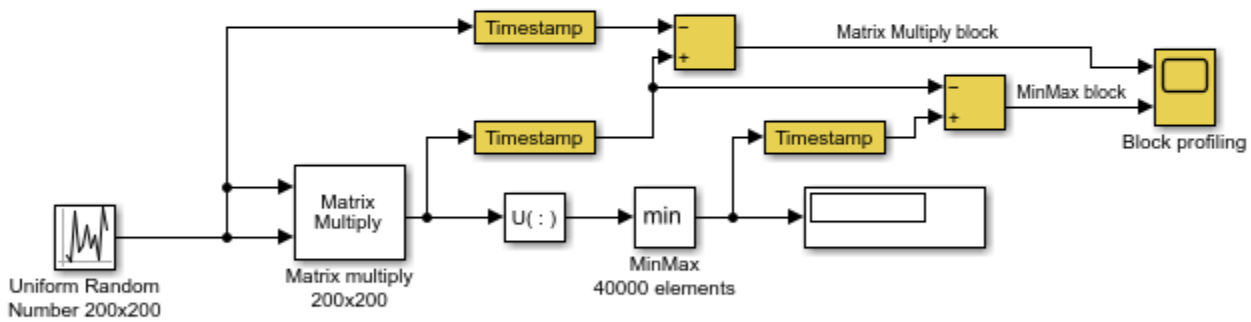 Timestamp
−
+
Matrix Multiply block
−
+
MinMax block
Timestamp
Timestamp
Block profiling
Matrix
Multiply
U( : )
min
Uniform Random
Number 200x200
Matrix multiply
200x200
MinMax
40000 elements